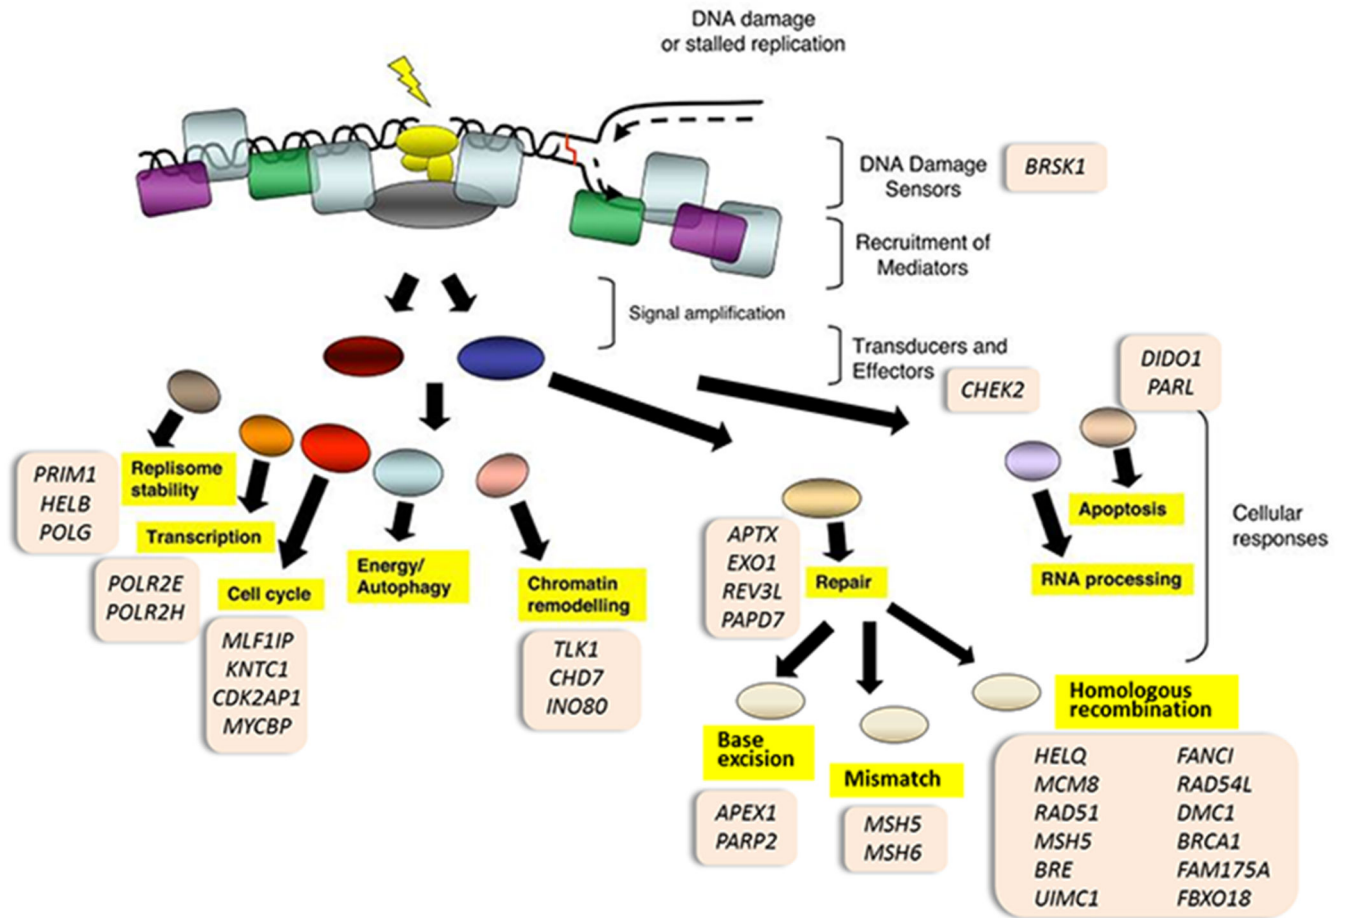 DNA damage
or stalled replication
DNA Damage
Sensors
BRSK1
Recruitment of
Mediators
Signal amplification
Transducers and
Effectors
CHEK2
DIDO1
PARL
PRIM1
HELB
POLG
Replisome
stability
Transcription
POLR2E
POLR2H
Cell cycle
MLF1IP
KNTC1
CDK2AP1
MYCBP
Energy/
Autophagy
Chromatin
remodelling
TLK1
CHD7
INO80
APTX
EXO1
REV3L
PAPD7
Repair
Apoptosis
RNA processing
Cellular
responses
Base
excision
APEX1
PARP2
Mismatch
MSH5
MSH6
Homologous
recombination
HELQ FANCI
MCM8 RAD54L
RAD51 DMC1
MSH5 BRCA1
BRE FAM175A
UIMC1 FBXO18